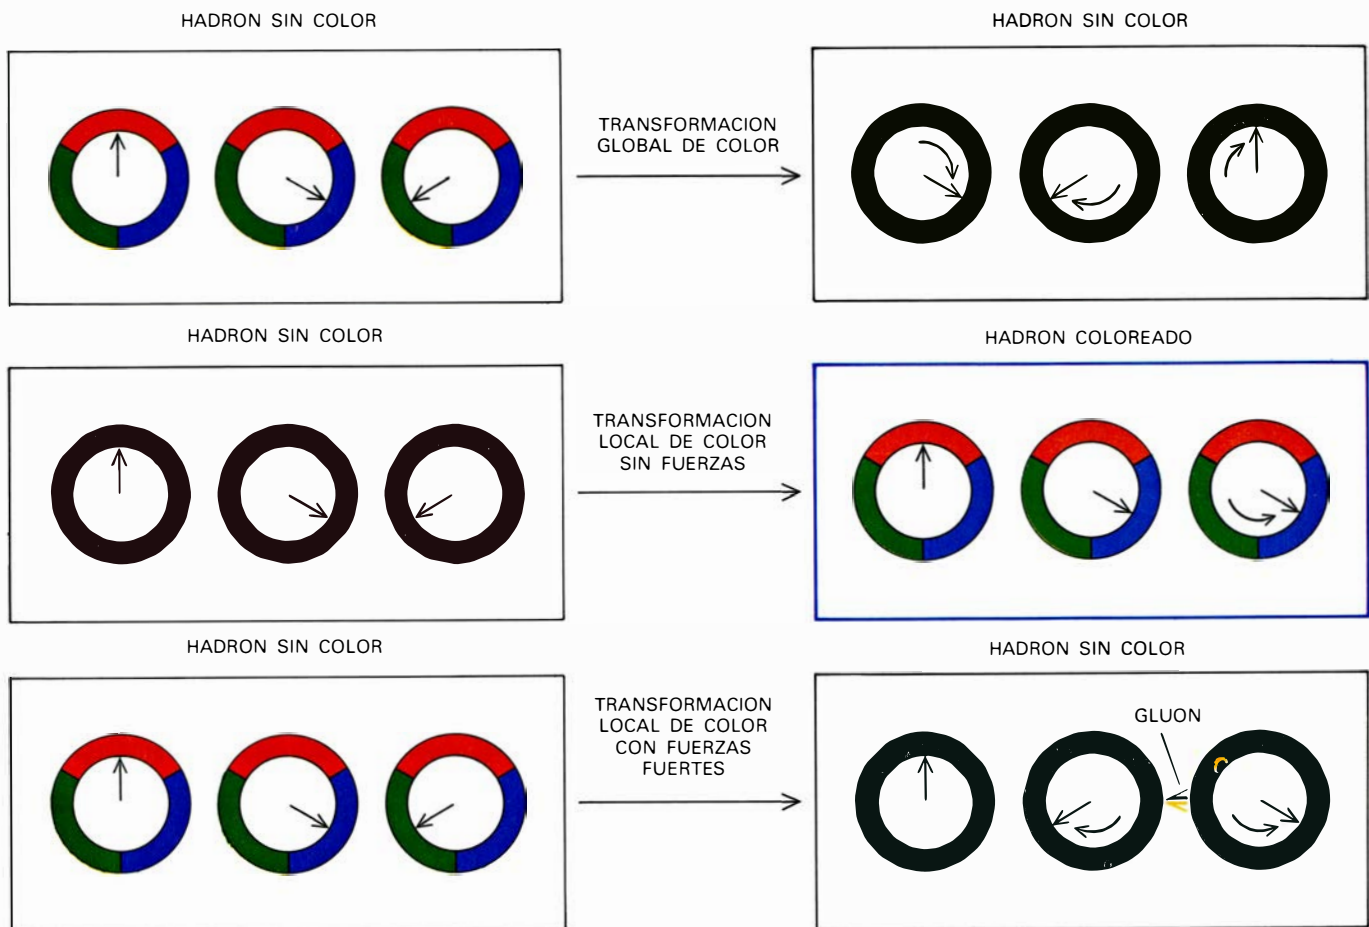 HADRON SIN COLOR
HADRON SIN COLOR
TRANSFORMACION
GLOBAL DE COLOR
HADRON SIN COLOR
HADRON COLOREADO
TRANSFORMACION
LOCAL DE COLOR
SIN FUERZAS
HADRON SIN COLOR
HADRON SIN COLOR
TRANSFORMACION
LOCAL DE COLOR
CON FUERZAS
FUERTES
GLUON